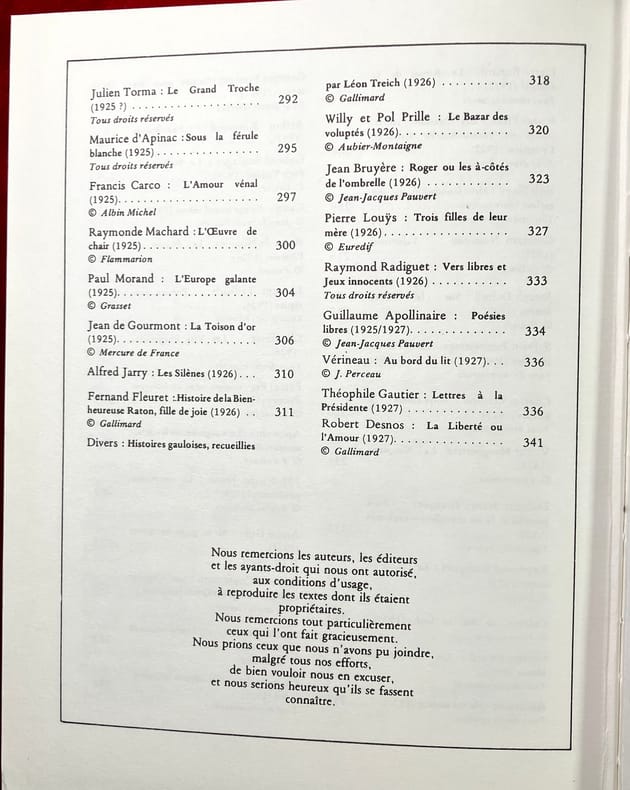 Julien Torma : Le Grand Troche
(1925 ?) . . . . . . . . . . . . . . . . . . . 292
Tous droits réservés
Maurice d'Apinac : Sous la férule
blanche (1925) . . . . . . . . . . . . . . . 295
Tous droits réservés
Francis Carco : L'Amour vénal
(1925). . . . . . . . . . . . . . . . . . . . . 297
© Albin Michel
Raymonde Machard : L'Œuvre de
chair (1925) . . . . . . . . . . . . . . . . . 300
© Flammarion
Paul Morand : L'Europe galante
(1925). . . . . . . . . . . . . . . . . . . . . 304
© Grasset
Jean de Gourmont : La Toison d'or
(1925). . . . . . . . . . . . . . . . . . . . . 306
© Mercure de France
Alfred Jarry : Les Silènes (1926) . . . 310
Fernand Fleuret : Histoire de la Bien-
heureuse Raton, fille de joie (1926) . . 311
© Gallimard
Divers : Histoires gauloises, recueillies
par Léon Treich (1926) . . . . . . . . . . 318
© Gallimard
Willy et Pol Prille : Le Bazar des
voluptés (1926). . . . . . . . . . . . . . . 320
© Aubier-Montaigne
Jean Bruyère : Roger ou les à-côtés
de l'ombrelle (1926) . . . . . . . . . . . . 323
© Jean-Jacques Pauvert
Pierre Louÿs : Trois filles de leur
mère (1926) . . . . . . . . . . . . . . . . . 327
© Euredif
Raymond Radiguet : Vers libres et
Jeux innocents (1926) . . . . . . . . . . . 333
Tous droits réservés
Guillaume Apollinaire : Poésies
libres (1925/1927). . . . . . . . . . . . . 334
© Jean-Jacques Pauvert
Vérineau : Au bord du lit (1927). . . 336
© J. Perceau
Théophile Gautier : Lettres à la
Présidente (1927) . . . . . . . . . . . . . . 336
Robert Desnos : La Liberté ou
l'Amour (1927). . . . . . . . . . . . . . . . 341
© Gallimard
Nous remercions les auteurs, les éditeurs
et les ayants-droit qui nous ont autorisé,
aux conditions d'usage,
à reproduire les textes dont ils étaient
propriétaires.
Nous remercions tout particulièrement
ceux qui l'ont fait gracieusement.
Nous prions ceux que nous n'avons pu joindre,
malgré tous nos efforts,
de bien vouloir nous en excuser,
et nous serions heureux qu'ils se fassent
connaître.